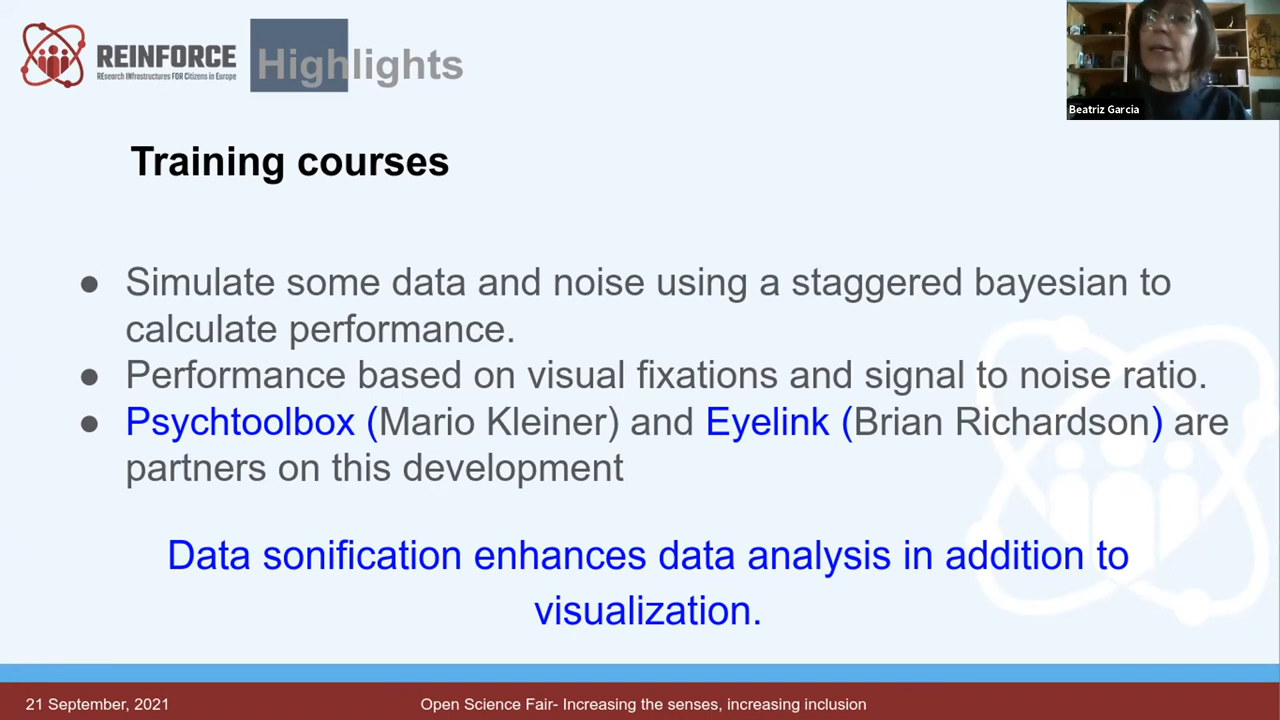 REINFORCE
REsearch INfrastructures FOR Citizens in Europe
Highlights
Beatriz Garcia
Training courses
● Simulate some data and noise using a staggered bayesian to
calculate performance.
● Performance based on visual fixations and signal to noise ratio.
● Psychtoolbox (Mario Kleiner) and Eyelink (Brian Richardson) are
partners on this development
Data sonification enhances data analysis in addition to
visualization.
21 September, 2021
Open Science Fair- Increasing the senses, increasing inclusion